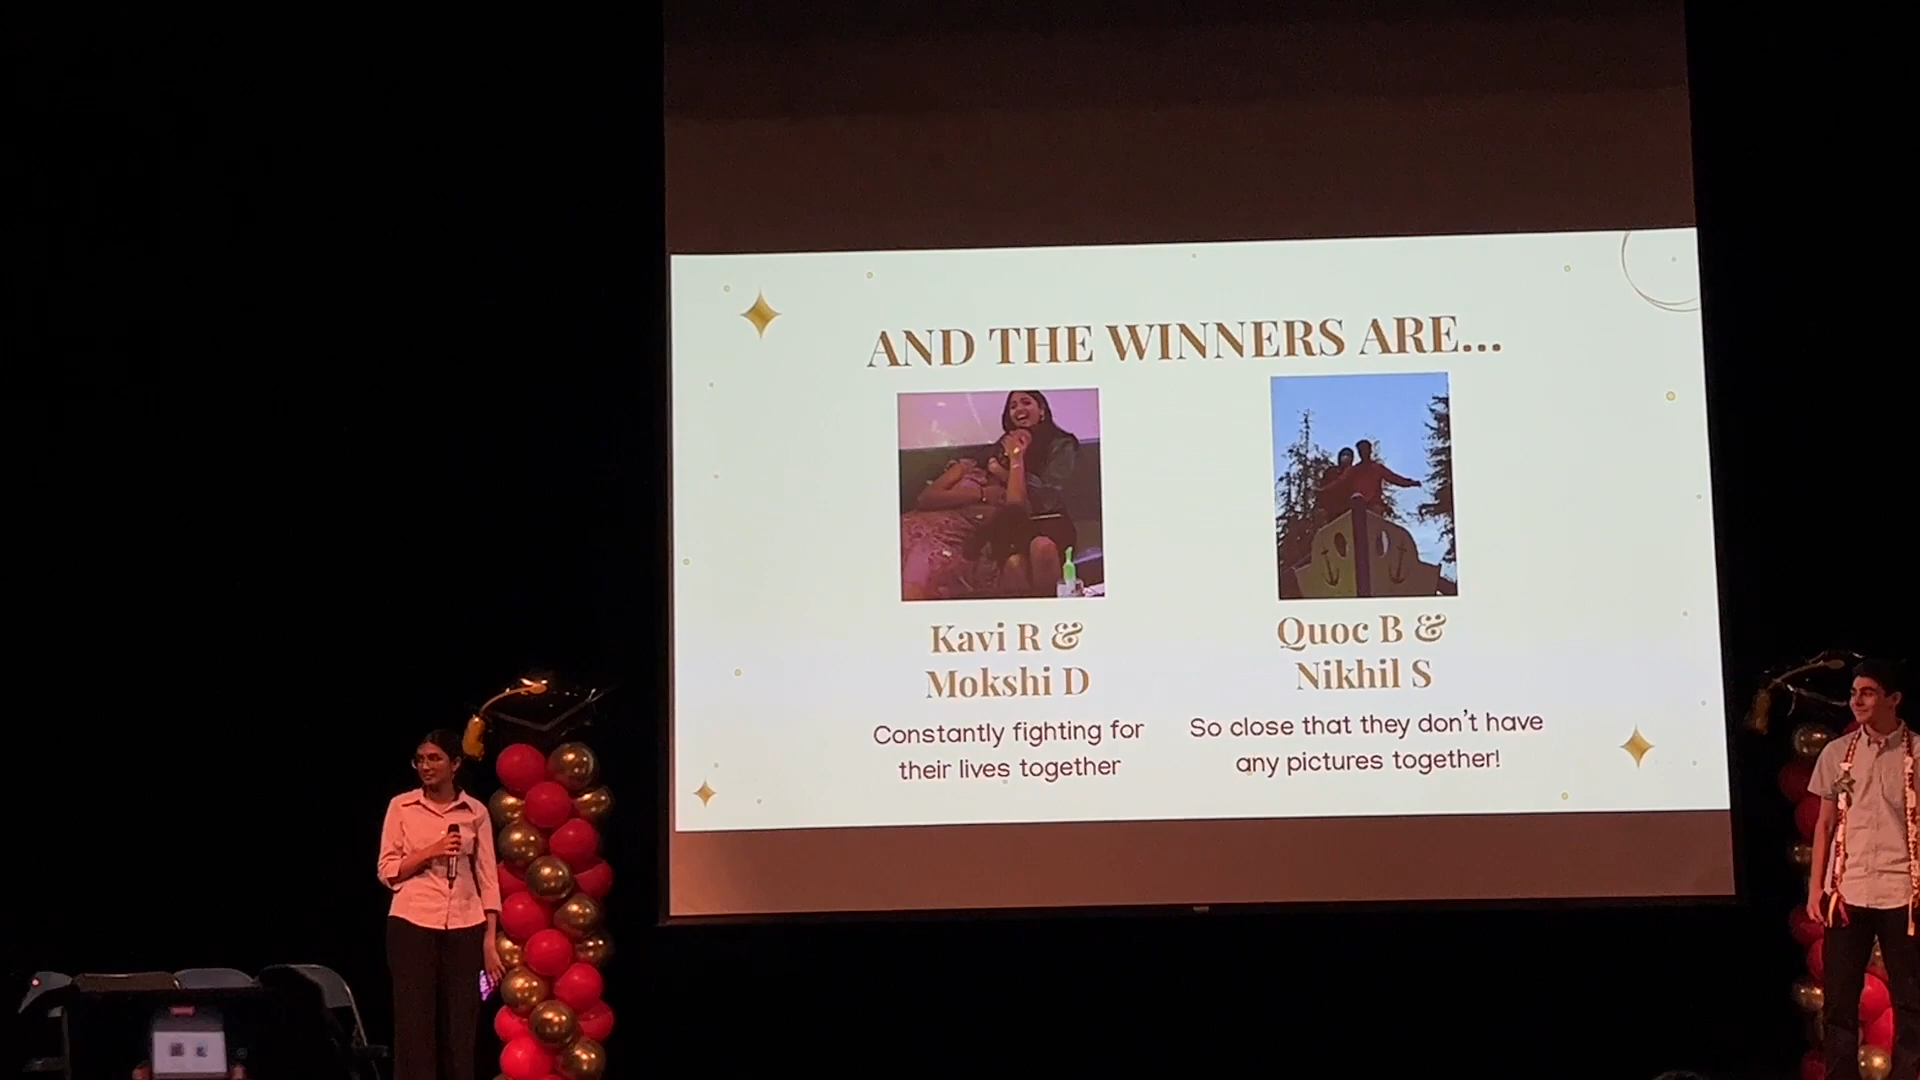 AND THE WINNERS ARE...
Kavi R &
Mokshi D
Constantly fighting for
their lives together
Quoc B &
Nikhil S
So close that they don't have
any pictures together!